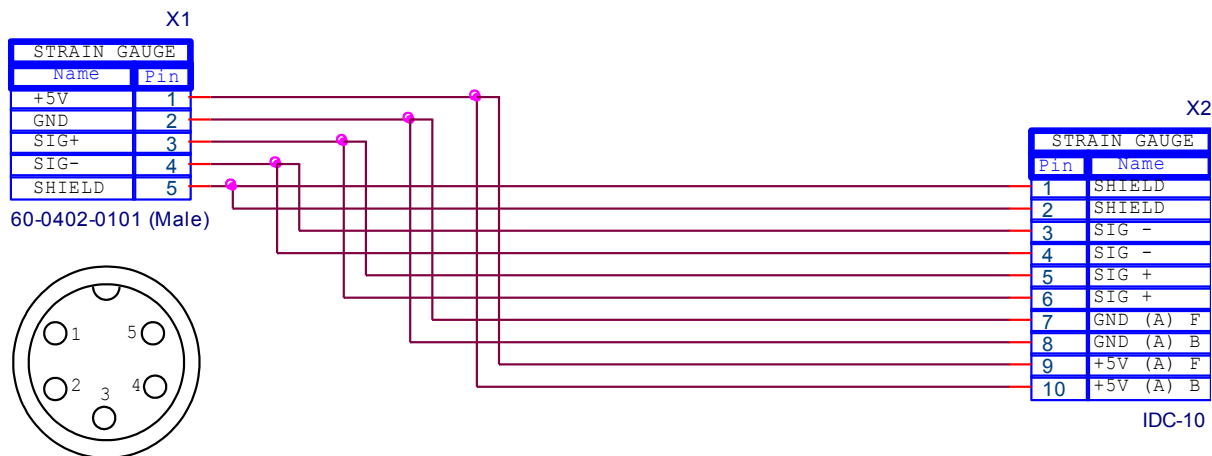 X1
STRAIN GAUGE
Name Pin
+5V 1
GND 2
SIG+ 3
SIG- 4
SHIELD 5
60-0402-0101 (Male)
X2
STRAIN GAUGE
Pin Name
1 SHIELD
2 SHIELD
3 SIG -
4 SIG -
5 SIG +
6 SIG +
7 GND (A) F
8 GND (A) B
9 +5V (A) F
10 +5V (A) B
IDC-10
1 5
2 3 4